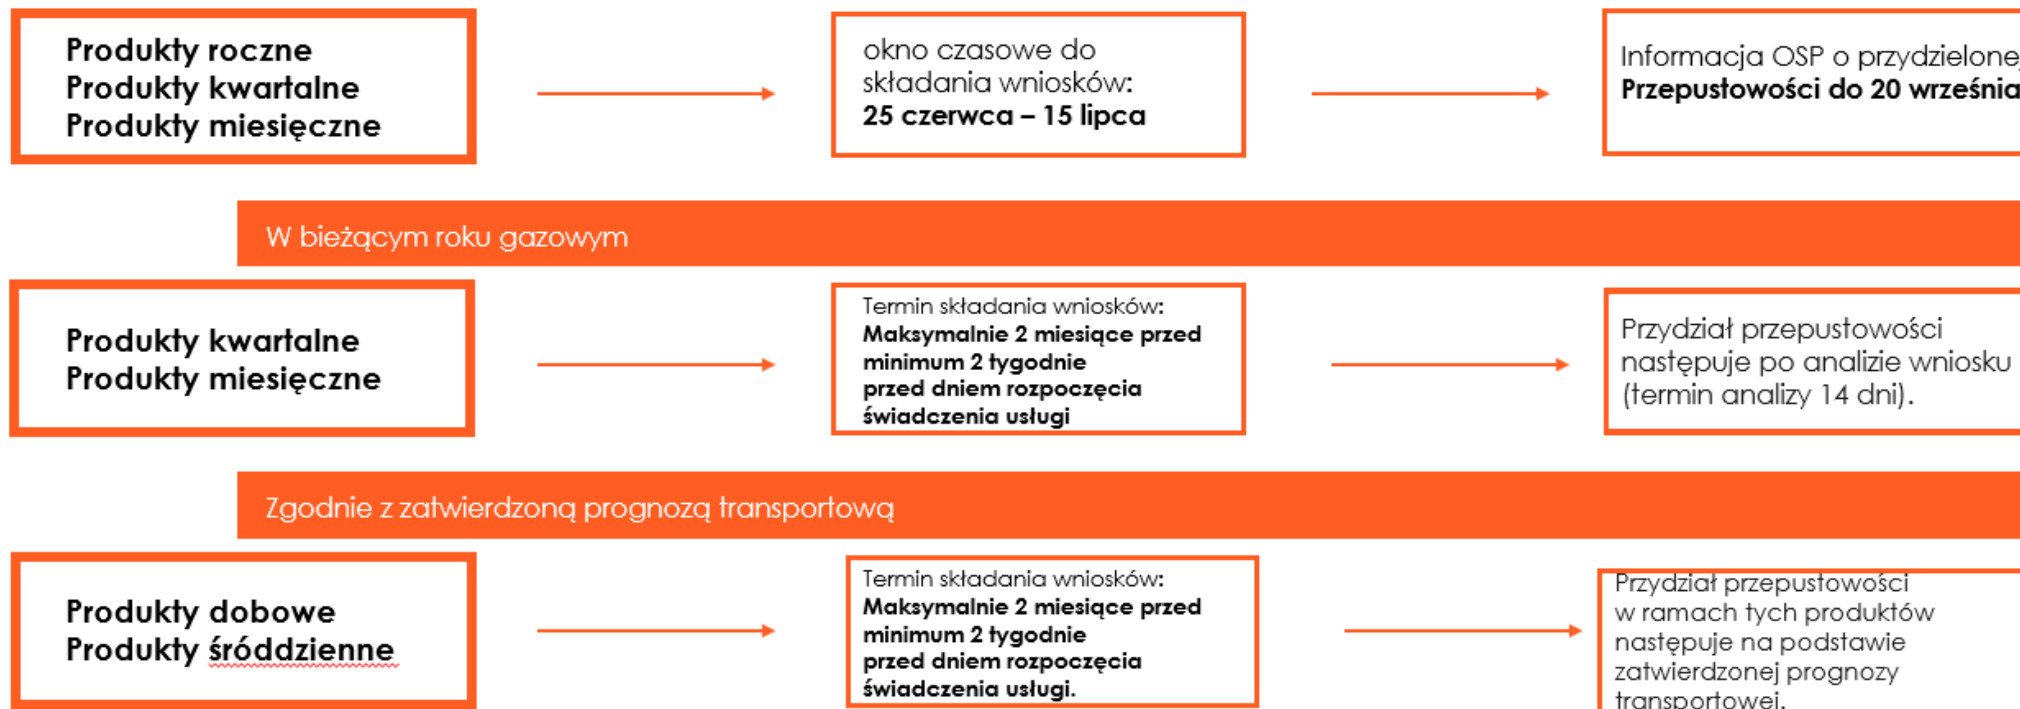 Produkty roczne
Produkty kwartalne
Produkty miesięczne
okno czasowe do
składania wniosków:
25 czerwca – 15 lipca
Informacja OSP o przydzielonej
Przepustowości do 20 września
W bieżącym roku gazowym
Produkty kwartalne
Produkty miesięczne
Termin składania wniosków:
Maksymalnie 2 miesiące przed
minimum 2 tygodnie
przed dniem rozpoczęcia
świadczenia usługi
Przydział przepustowości
następuje po analizie wniosku
(termin analizy 14 dni).
Zgodnie z zatwierdzoną prognozą transportową
Produkty dobowe
Produkty śróddzienne
Termin składania wniosków:
Maksymalnie 2 miesiące przed
minimum 2 tygodnie
przed dniem rozpoczęcia
świadczenia usługi.
Przydział przepustowości
w ramach tych produktów
następuje na podstawie
zatwierdzonej prognozy
transportowej.